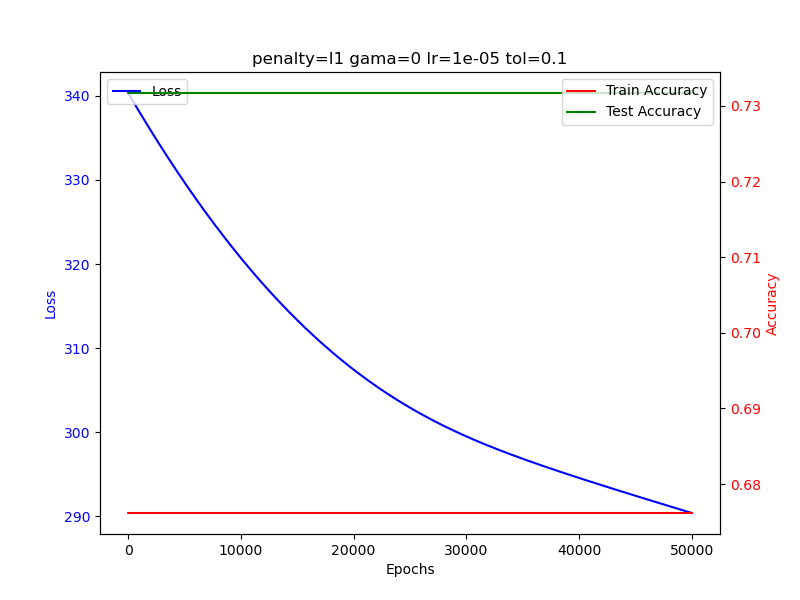 penalty=l1 gama=0 lr=1e-05 tol=0.1
Loss
Train Accuracy
Test Accuracy
340
330
320
310
300
290
Loss
0.73
0.72
0.71
0.70
0.69
0.68
Accuracy
0 10000 20000 30000 40000 50000
Epochs